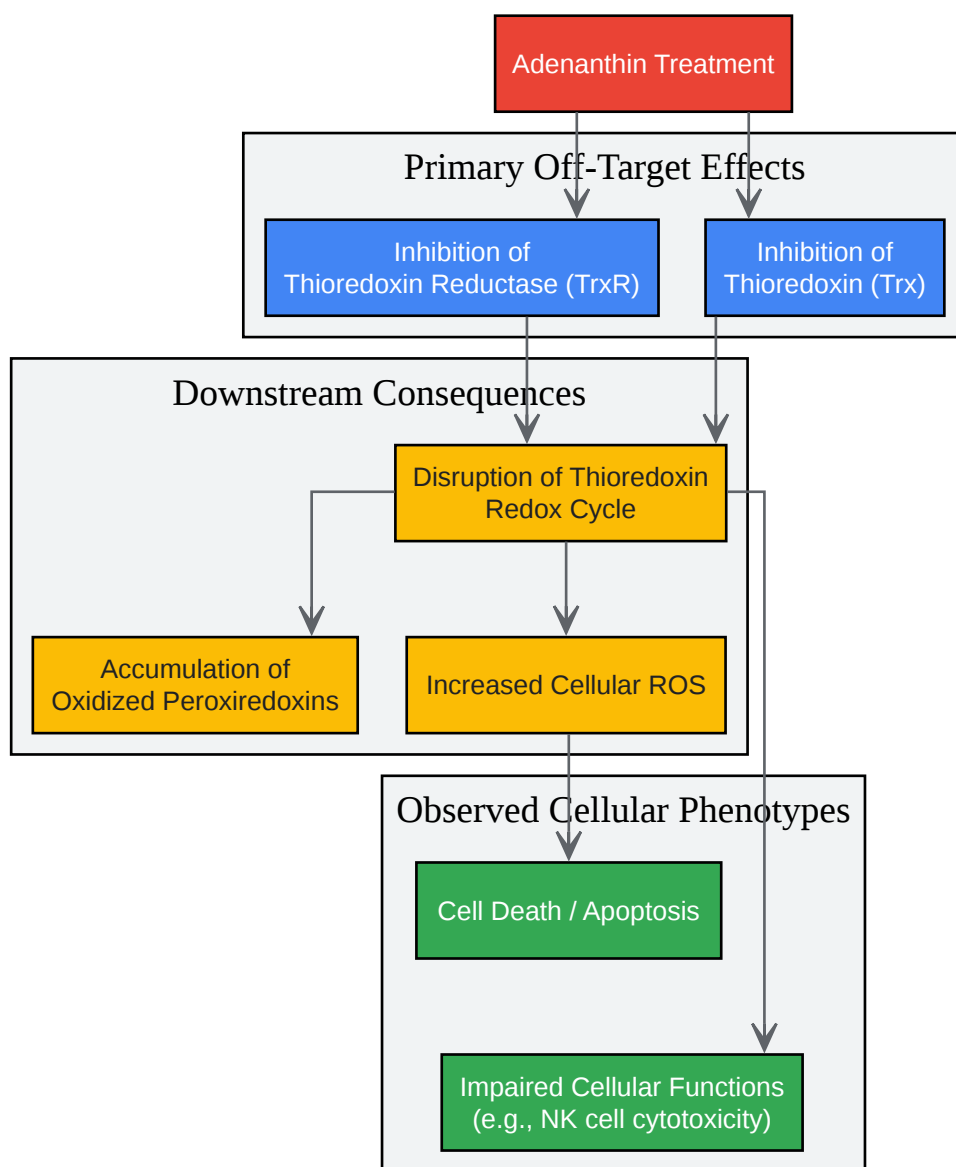 Adenanthin Treatment
Primary Off-Target Effects
Inhibition of
Thioredoxin Reductase (TrxR)
Inhibition of
Thioredoxin (Trx)
Downstream Consequences
Disruption of Thioredoxin
Redox Cycle
Accumulation of
Oxidized Peroxiredoxins
Increased Cellular ROS
Observed Cellular Phenotypes
Cell Death / Apoptosis
Impaired Cellular Functions
(e.g., NK cell cytotoxicity)